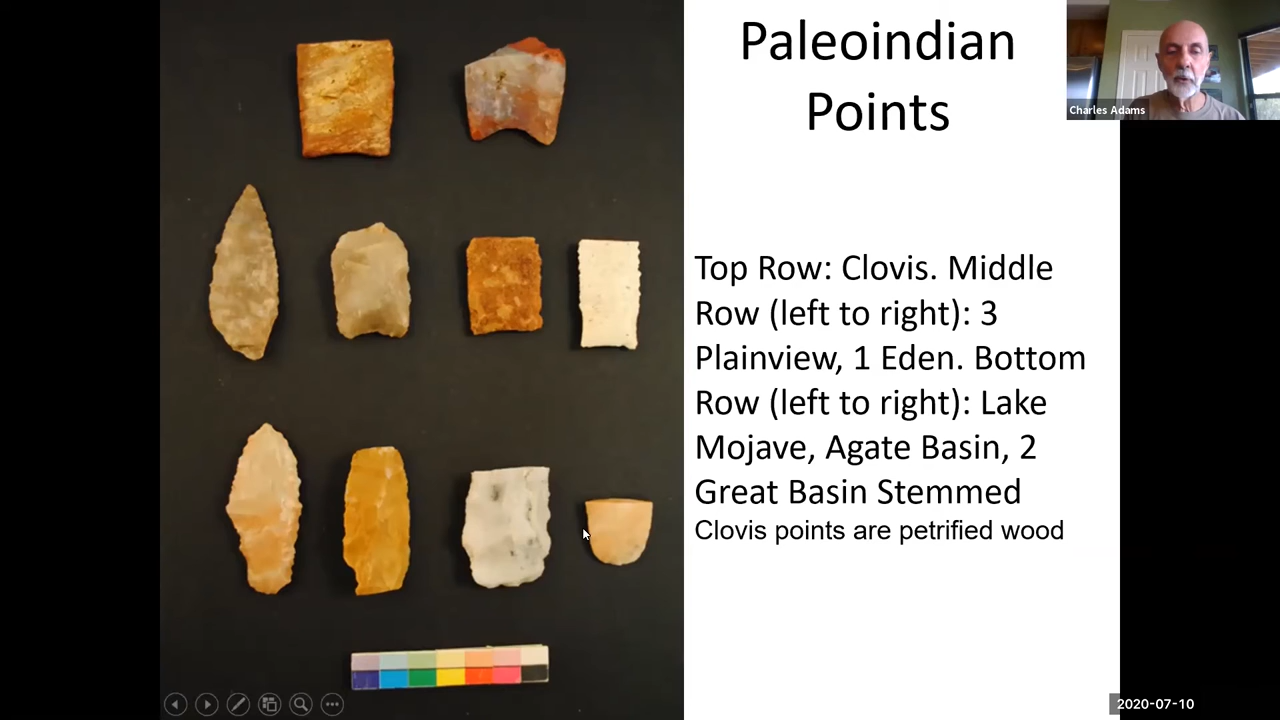 Paleoindian
Points
Charles Adams
Top Row: Clovis. Middle
Row (left to right): 3
Plainview, 1 Eden. Bottom
Row (left to right): Lake
Mojave, Agate Basin, 2
Great Basin Stemmed
Clovis points are petrified wood
2020-07-10